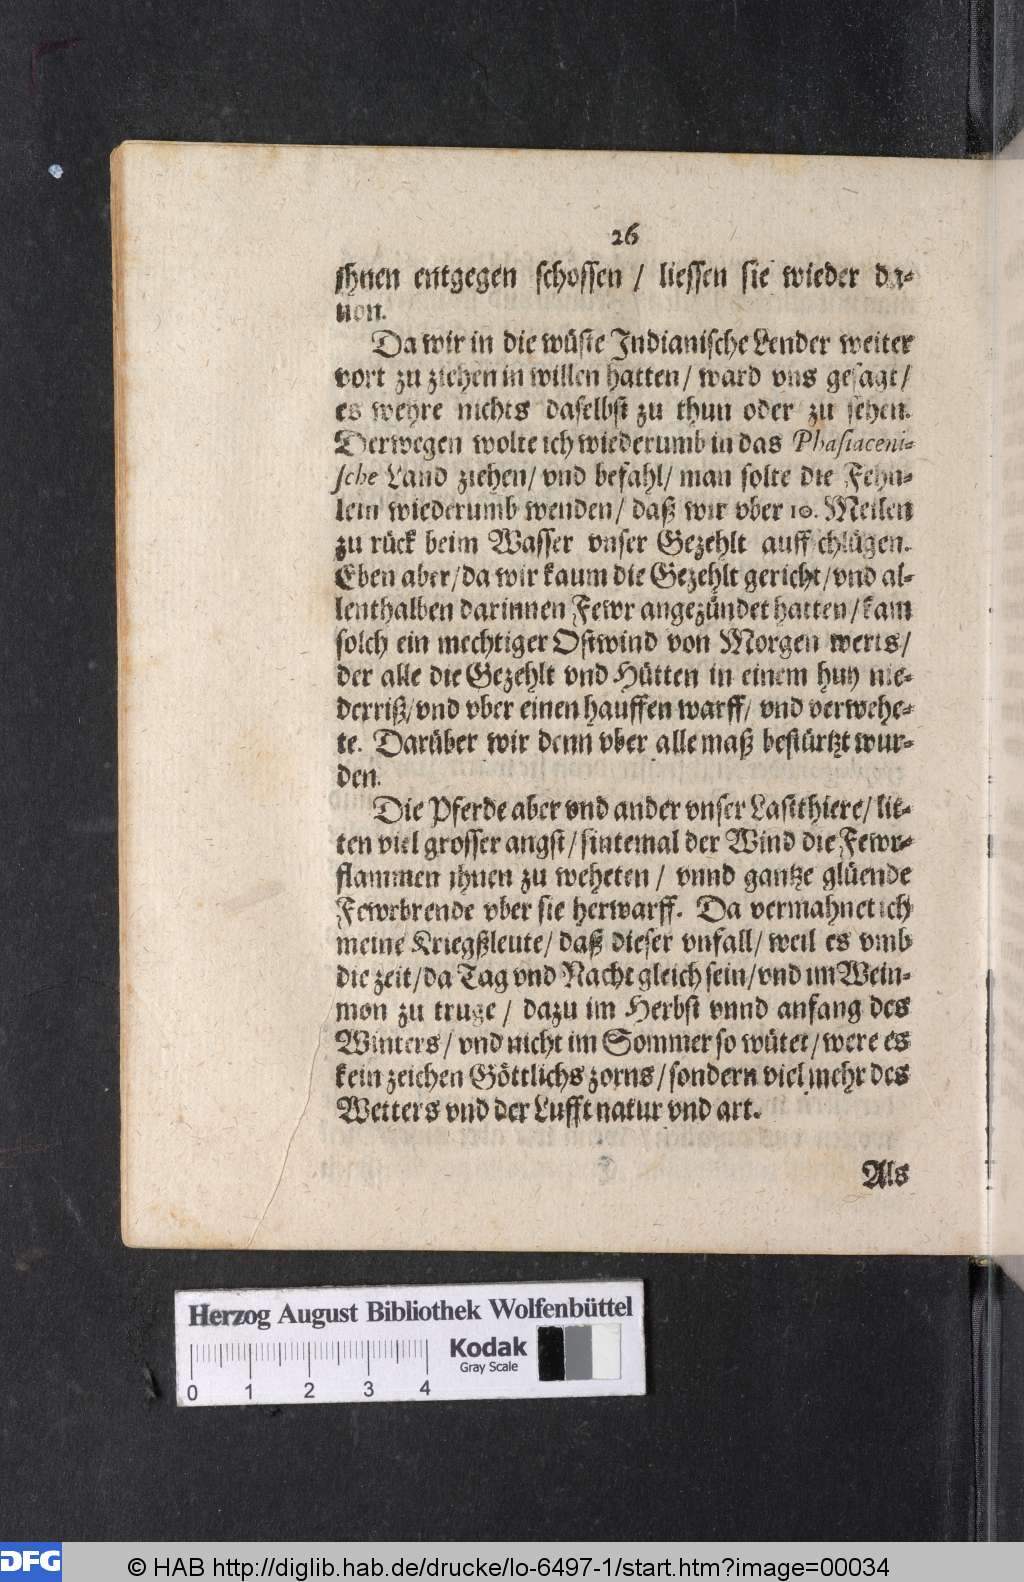 26
ihnen entgegen schossen / liessen sie wieder da-
uon.
Da wir in die wüste Indianische Lender weiter
vort zu ziehen in willen hatten / ward vns gesagt /
es wehre nichts daselbst zu thun oder zu sehen.
Derwegen wolte ich wiederumb in das Phasiaceni-
sche Land ziehen / vnd befahl / man solte die Fehn-
lein wiederumb wenden / daß wir vber 10. Meilen
zu rück beim Wasser vnser Gezehlt auffschlügen.
Eben aber / da wir kaum die Gezehlt gericht / vnd al-
lenthalben darinnen Fewr angezündet hatten / kam
solch ein mechtiger Ostwind von Morgen werts /
der alle die Gezehlt vnd Hütten in einem huy nie-
derriß / vnd vber einen hauffen warff / vnd verwehe-
te. Darüber wir denn vber alle maß bestürtzt wur-
den.
Die Pferde aber vnd ander vnser Lastthiere / lit-
ten viel grosser angst / sintemal der Wind die Fewr-
flammen ihnen zu weheten / vnnd gantze glüende
Fewrbrende vber sie herwarff. Da vermahnet ich
meine Kriegßleute / daß dieser vnfall / weil es vmb
die zeit / da Tag vnd Nacht gleich sein / vnd im Wein-
mon zu truge / dazu im Herbst vnnd anfang des
Winters / vnd nicht im Sommer so wütet / were es
kein zeichen Göttlichs zorns / sondern viel mehr des
Wetters vnd der Lufft natur vnd art.
Als
Herzog August Bibliothek Wolfenbüttel
Kodak
Gray Scale
0 1 2 3 4
DFG © HAB http://diglib.hab.de/drucke/lo-6497-1/start.htm?image=00034